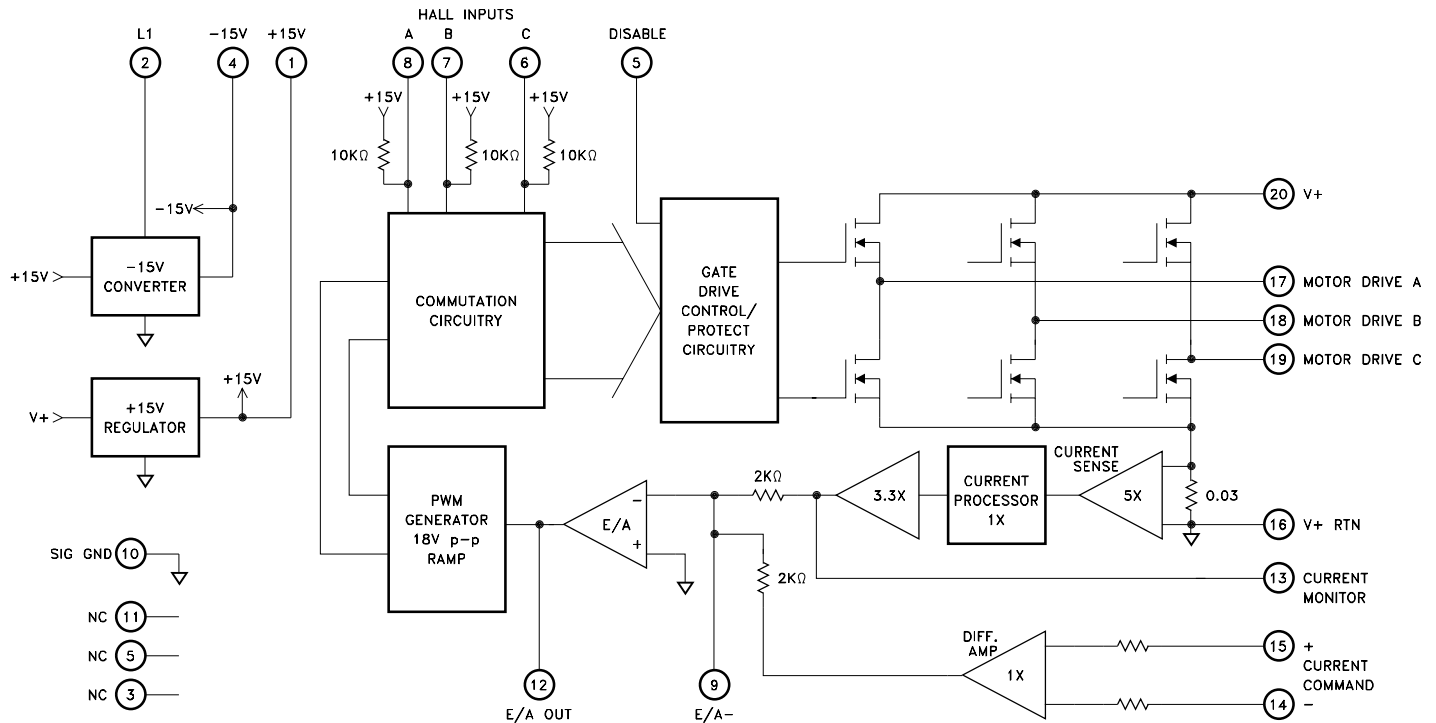 HALL INPUTS
L1 -15V +15V A B C DISABLE
2 4 1 8 7 6 5
+15V +15V +15V
10KΩ 10KΩ 10KΩ
-15V
+15V
-15V
CONVERTER
+15V
V+
+15V
REGULATOR
SIG GND 10
NC 11
NC 5
NC 3
COMMUTATION
CIRCUITRY
GATE
DRIVE
CONTROL/
PROTECT
CIRCUITRY
20 V+
17 MOTOR DRIVE A
18 MOTOR DRIVE B
19 MOTOR DRIVE C
PWM
GENERATOR
18V p-p
RAMP
E/A
-
+
2KΩ
2KΩ
3.3X
CURRENT
PROCESSOR
1X
CURRENT
SENSE
5X
0.03
16 V+ RTN
13 CURRENT
MONITOR
DIFF.
AMP
1X
15 +
CURRENT
COMMAND
14 -
12
E/A OUT
9
E/A-